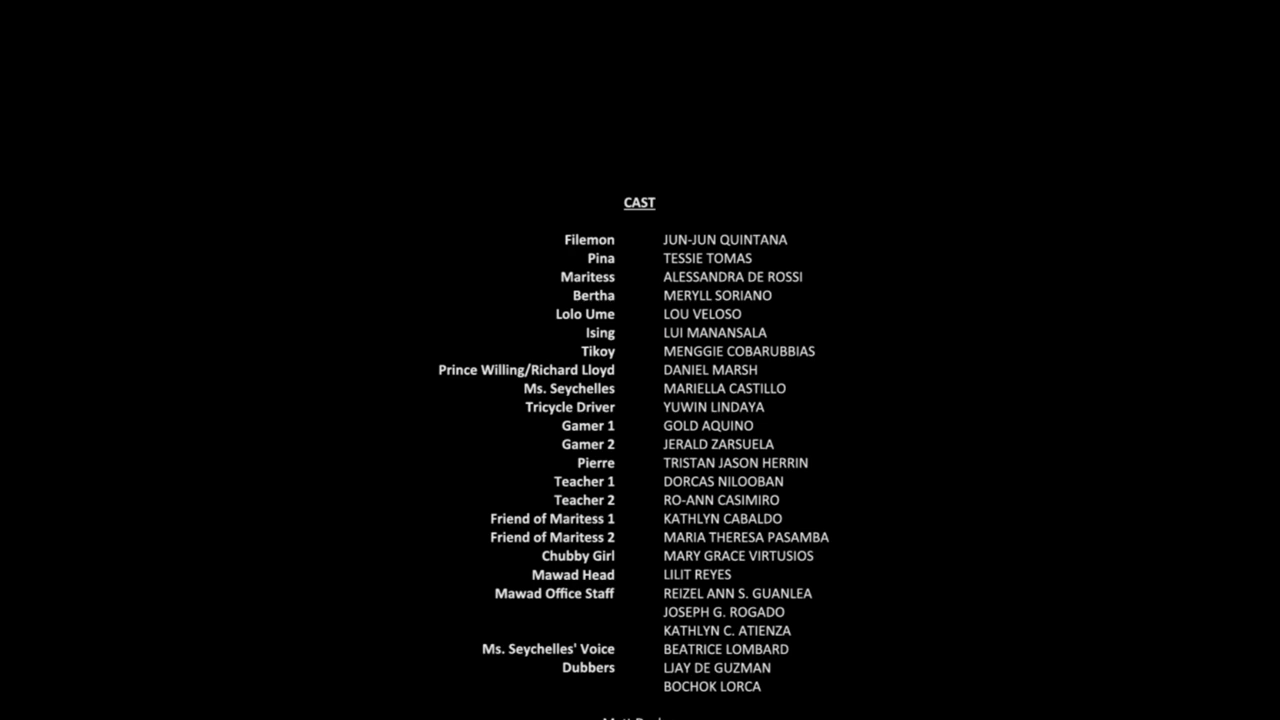 CAST
Filemon JUN-JUN QUINTANA
Pina TESSIE TOMAS
Maritess ALESSANDRA DE ROSSI
Bertha MERYLL SORIANO
Lolo Ume LOU VELOSO
Ising LUI MANANSALA
Tikoy MENGGIE COBARUBBIAS
Prince Willing/Richard Lloyd DANIEL MARSH
Ms. Seychelles MARIELLA CASTILLO
Tricycle Driver YUWIN LINDAYA
Gamer 1 GOLD AQUINO
Gamer 2 JERALD ZARSUELA
Pierre TRISTAN JASON HERRIN
Teacher 1 DORCAS NILOOBAN
Teacher 2 RO-ANN CASIMIRO
Friend of Maritess 1 KATHLYN CABALDO
Friend of Maritess 2 MARIA THERESA PASAMBA
Chubby Girl MARY GRACE VIRTUSIOS
Mawad Head LILIT REYES
Mawad Office Staff REIZEL ANN S. GUANLEA
JOSEPH G. ROGADO
KATHLYN C. ATIENZA
Ms. Seychelles' Voice BEATRICE LOMBARD
Dubbers LJAY DE GUZMAN
BOCHOK LORCA